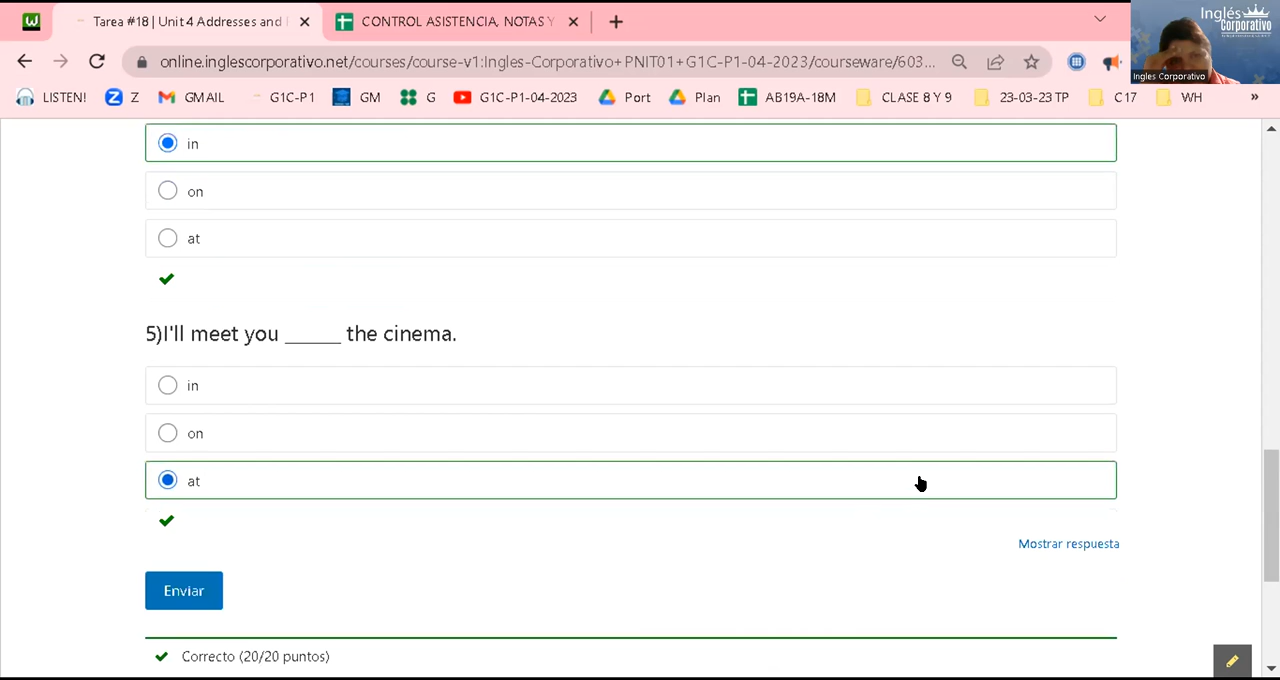 Tarea #18 | Unit 4 Addresses and
CONTROL ASISTENCIA, NOTAS Y
Inglés
Corporativo
online.inglescorporativo.net/courses/course-v1:Ingles-Corporativo+PNIT01+G1C-P1-04-2023/courseware/603...
Ingles Corporativo
LISTEN! Z GMAIL G1C-P1 GM G G1C-P1-04-2023 Port Plan AB19A-18M CLASE 8 Y 9 23-03-23 TP C17 WH »
in
on
at
5)I'll meet you ______ the cinema.
in
on
at
Mostrar respuesta
Enviar
Correcto (20/20 puntos)